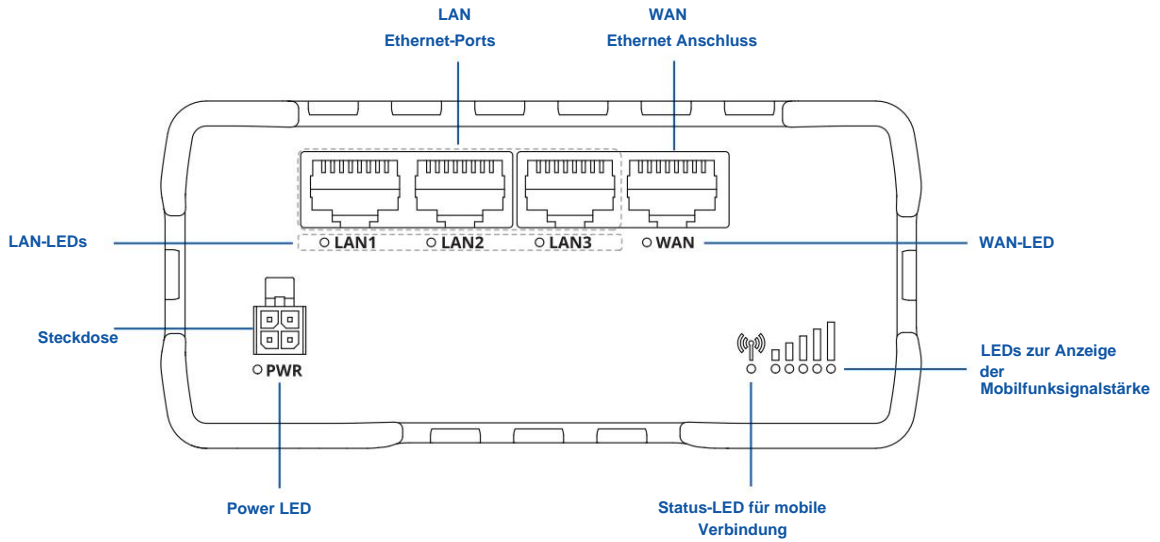 LAN
Ethernet-Ports
WAN
Ethernet Anschluss
LAN-LEDs
LAN1
LAN2
LAN3
WAN
WAN-LED
Steckdose
PWR
LEDs zur Anzeige
der
Mobilfunksignalstärke
Power LED
Status-LED für mobile
Verbindung